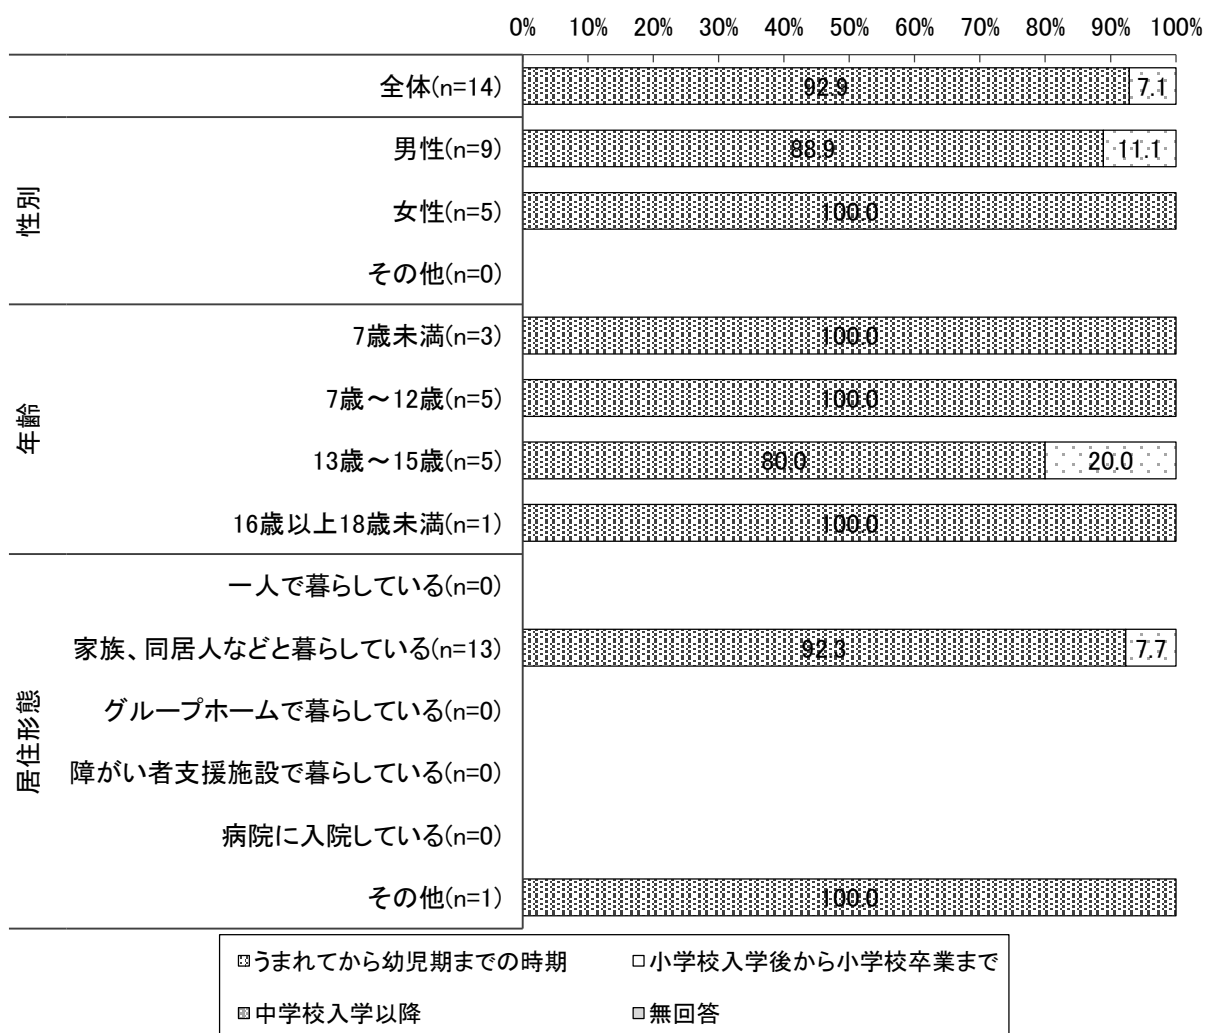 0% 10% 20% 30% 40% 50% 60% 70% 80% 90% 100%
全体(n=14) 92.9 7.1
性別
男性(n=9) 88.9 11.1
女性(n=5) 100.0
その他(n=0)
年齢
7歳未満(n=3) 100.0
7歳～12歳(n=5) 100.0
13歳～15歳(n=5) 80.0 20.0
16歳以上18歳未満(n=1) 100.0
居住形態
一人で暮らしている(n=0)
家族、同居人などと暮らしている(n=13) 92.3 7.7
グループホームで暮らしている(n=0)
障がい者支援施設で暮らしている(n=0)
病院に入院している(n=0)
その他(n=1) 100.0
うまれてから幼児期までの時期 小学校入学後から小学校卒業まで
中学校入学以降 無回答